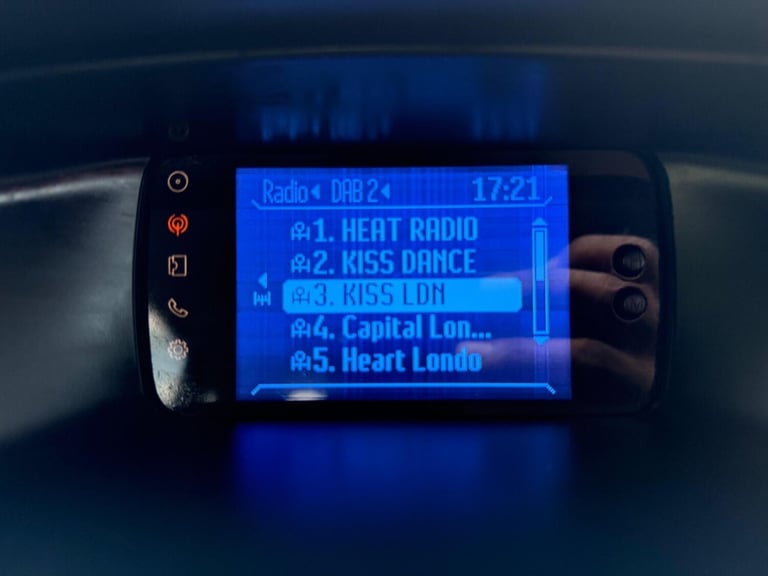 Radio DAB 2 17:21
1. HEAT RADIO
2. KISS DANCE
3. KISS LDN
4. Capital Lon...
5. Heart Londo